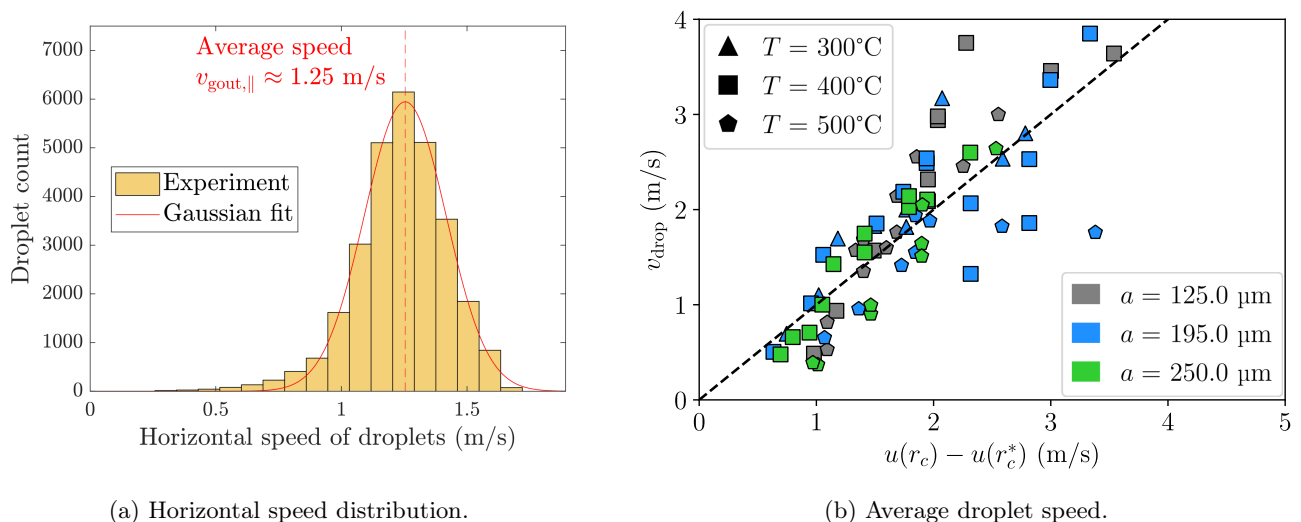 7000
6000
5000
4000
3000
2000
1000
0
0
0.5
1
1.5
Droplet count
Horizontal speed of droplets (m/s)
Average speed
v_gout,∥ ≈ 1.25 m/s
Experiment
Gaussian fit
(a) Horizontal speed distribution.
4
3
2
1
0
0
1
2
3
4
5
v_drop (m/s)
u(r_c) − u(r_c^*) (m/s)
T = 300°C
T = 400°C
T = 500°C
a = 125.0 µm
a = 195.0 µm
a = 250.0 µm
(b) Average droplet speed.